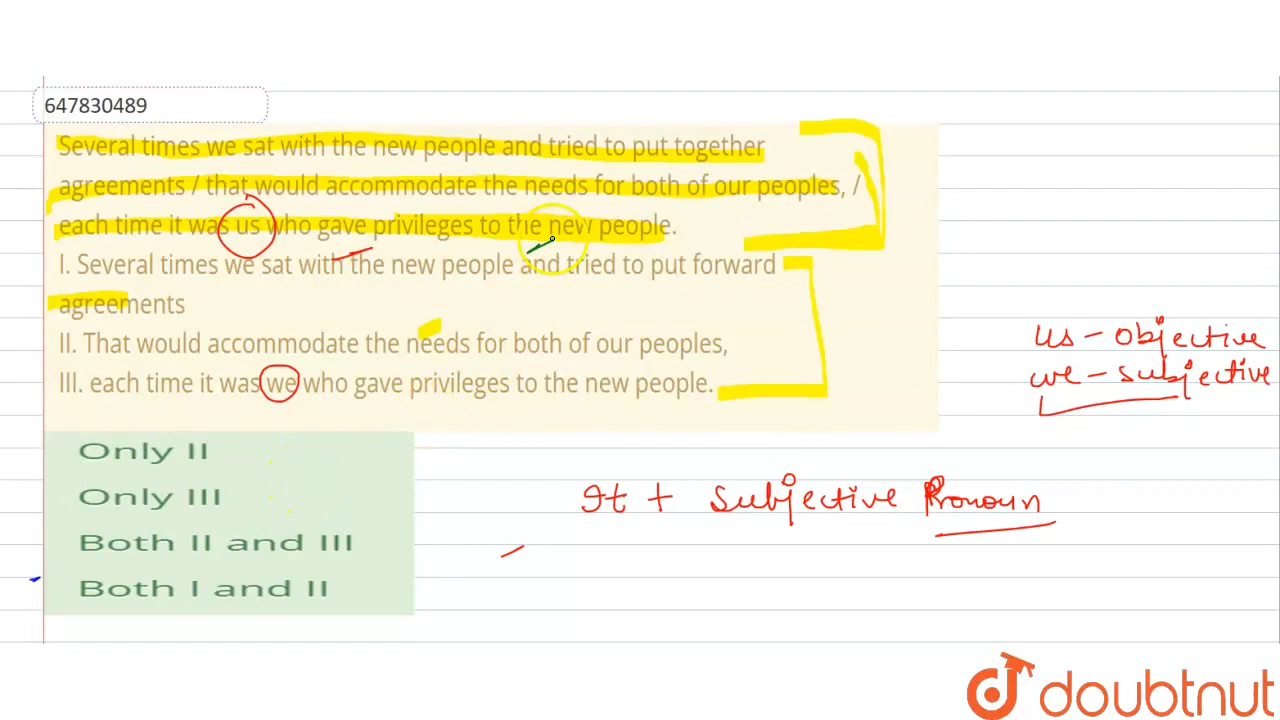 647830489
Several times we sat with the new people and tried to put together
agreements / that would accommodate the needs for both of our peoples, /
each time it was us who gave privileges to the new people.
I. Several times we sat with the new people and tried to put forward
agreements
II. That would accommodate the needs for both of our peoples,
III. each time it was we who gave privileges to the new people.
us - objective
we - subjective
Only II
Only III
Both II and III
Both I and II
It + Subjective Pronoun
doubtnut